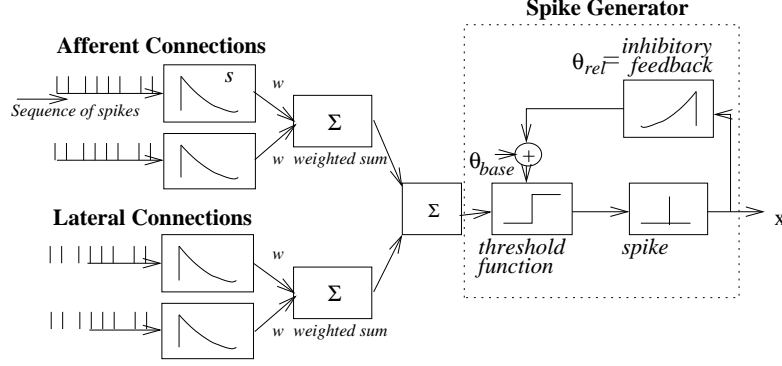 Spike Generator
Afferent Connections
θrel = inhibitory
feedback
s
w
Sequence of spikes
Σ
w weighted sum
θbase
+
Lateral Connections
Σ
x
threshold
function
spike
w
Σ
w weighted sum